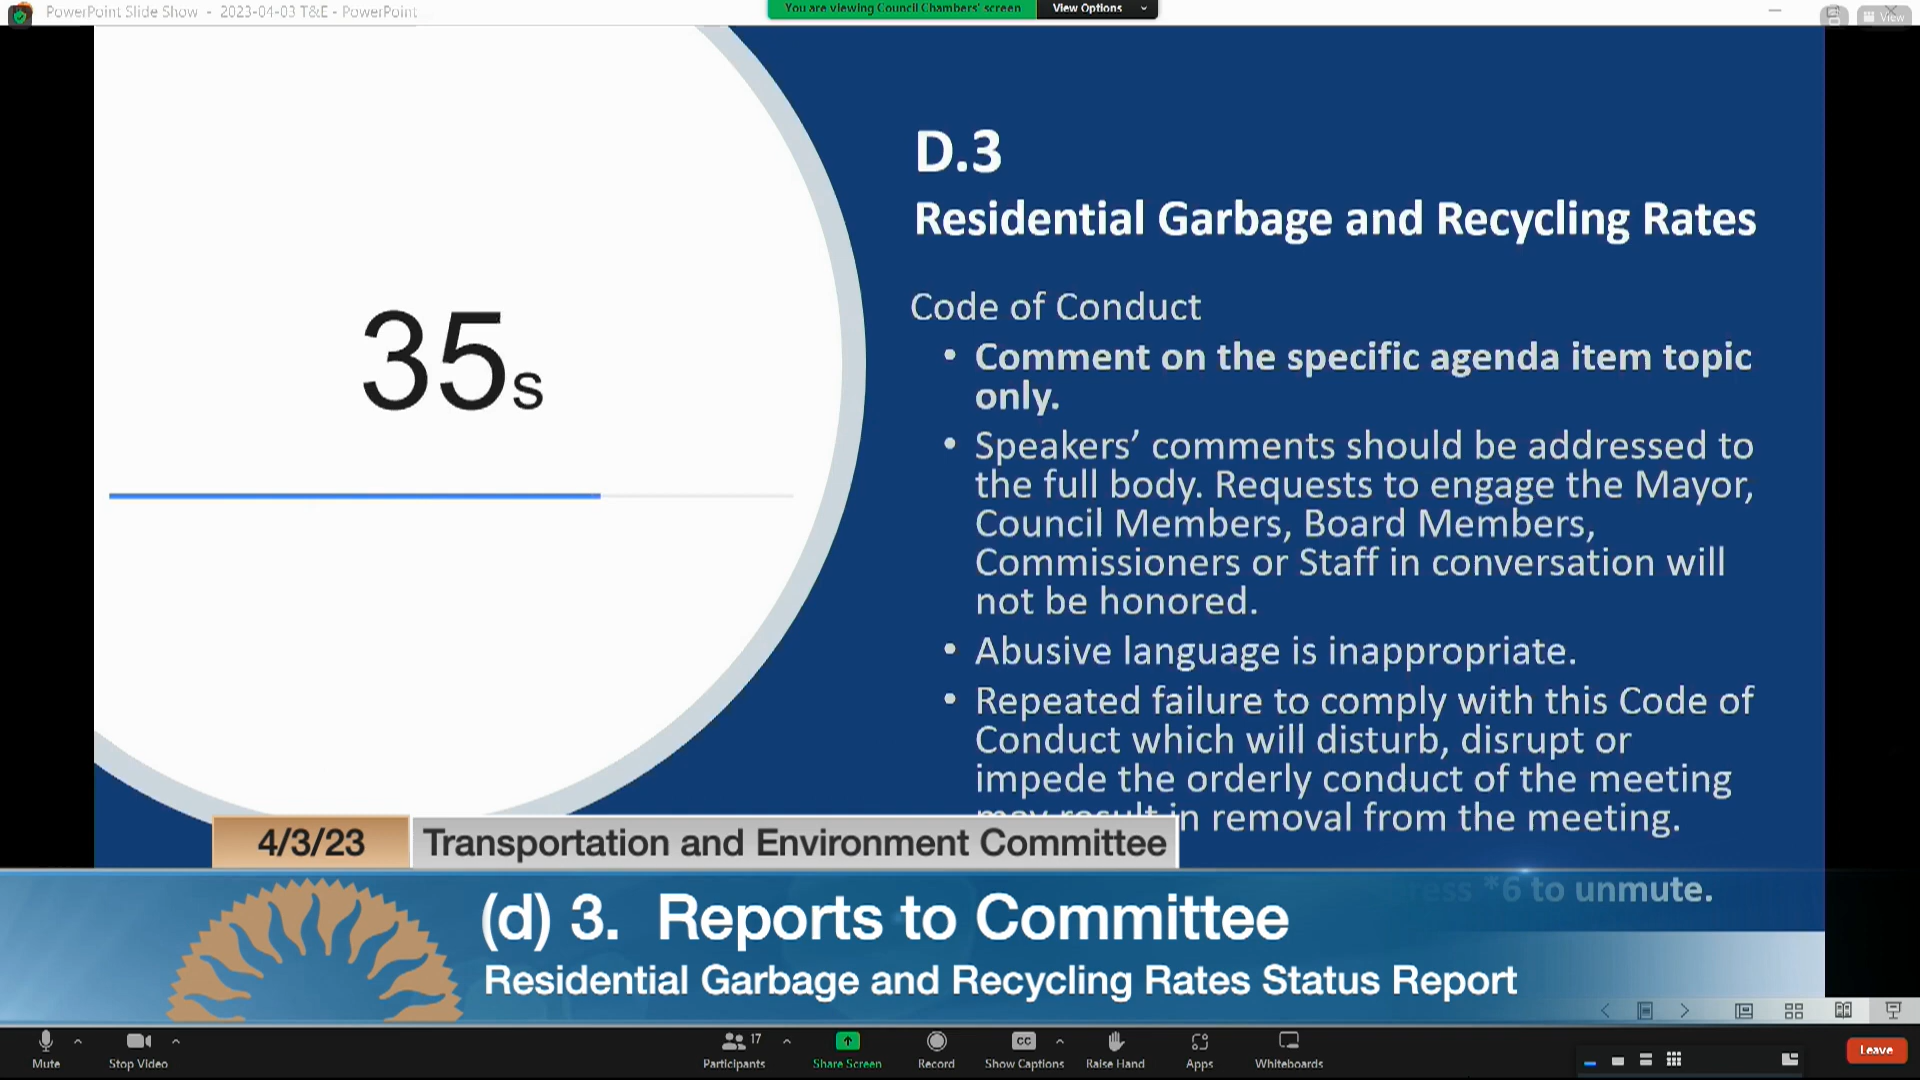 PowerPoint Slide Show - 2023-04-03 T&E - PowerPoint
You are viewing Council Chambers' screen
View Options
View
D.3
Residential Garbage and Recycling Rates
35s
Code of Conduct
• Comment on the specific agenda item topic
only.
• Speakers’ comments should be addressed to
the full body. Requests to engage the Mayor,
Council Members, Board Members,
Commissioners or Staff in conversation will
not be honored.
• Abusive language is inappropriate.
• Repeated failure to comply with this Code of
Conduct which will disturb, disrupt or
impede the orderly conduct of the meeting
may result in removal from the meeting.
4/3/23
Transportation and Environment Committee
*6 to unmute.
(d) 3. Reports to Committee
Residential Garbage and Recycling Rates Status Report
Mute
Stop Video
17
Participants
Share Screen
Record
CC
Show Captions
Raise Hand
Apps
Whiteboards
Leave